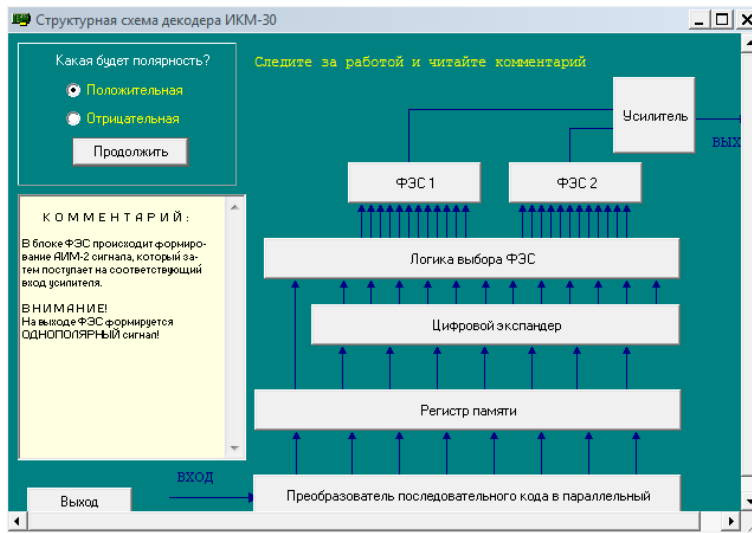 Структурная схема декодера ИКМ-30
Какая будет полярность?
Положительная
Отрицательная
Продолжить
Следите за работой и читайте комментарий
Усилитель
ВЫХ
ФЭС 1
ФЭС 2
КОММЕНТАРИЙ:
В блоке ФЭС происходит формиро-
вание АИМ-2 сигнала, который за-
тем поступает на соответствующий
вход усилителя.
ВНИМАНИЕ!
На выходе ФЭС формируется
ОДНОПОЛЯРНЫЙ сигнал!
Логика выбора ФЭС
Цифровой экспандер
Регистр памяти
ВХОД
Преобразователь последовательного кода в параллельный
Выход